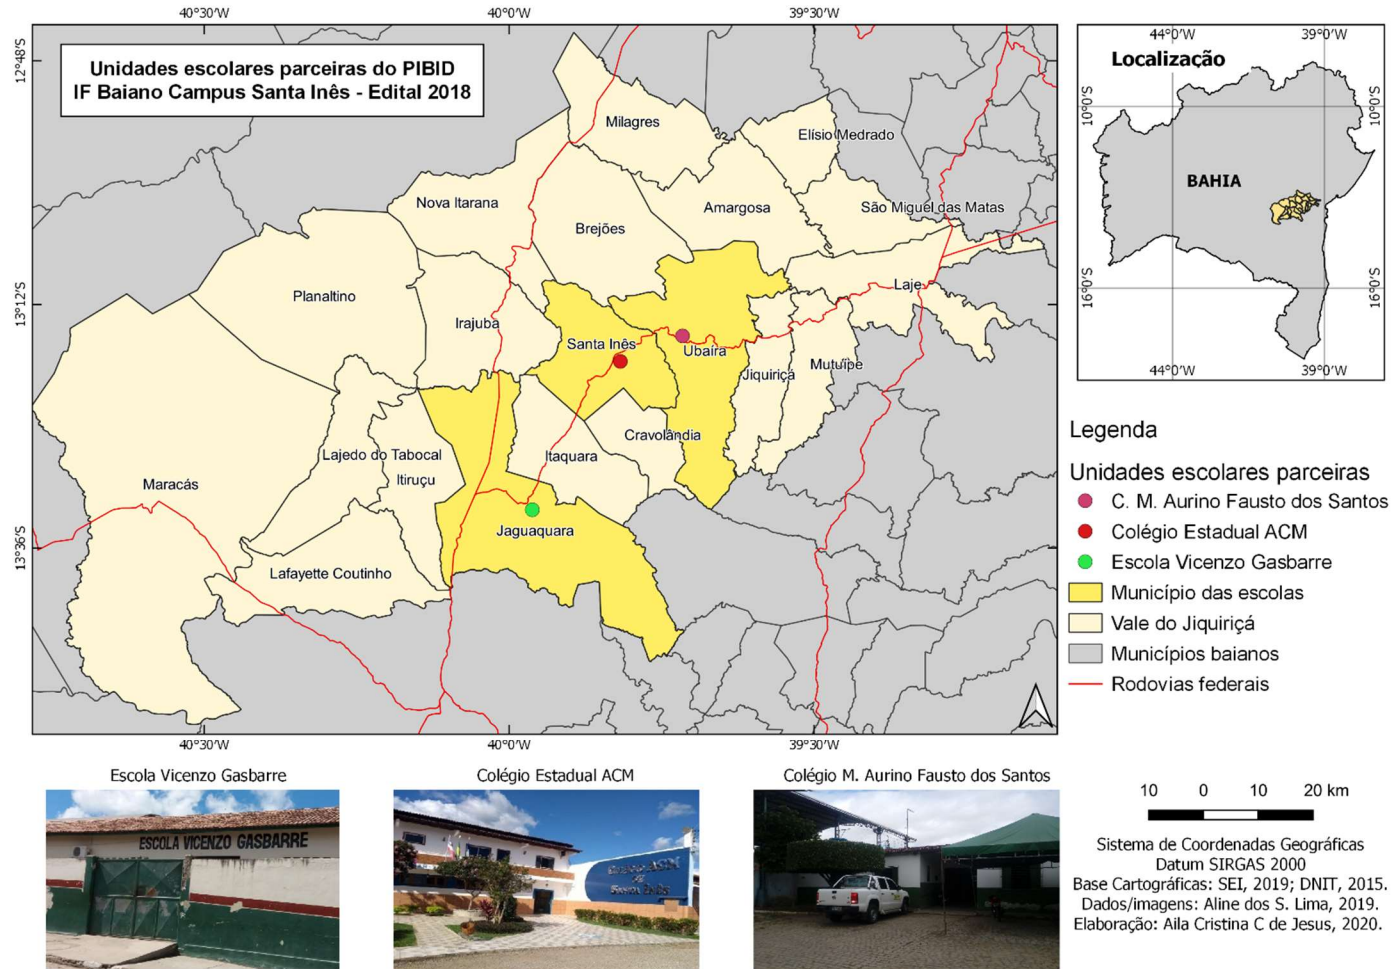 40°30'W 40°0'W 39°30'W
12°48'S
13°12'S
13°36'S
Unidades escolares parceiras do PIBID
IF Baiano Campus Santa Inês - Edital 2018
Milagres
Elísio Medrado
Nova Itarana
Amargosa
São Miguel das Matas
Brejões
Planaltino
Laje
Irajuba
Santa Inês
Ubaíra
Jiquiriçá
Mutuípe
Cravolândia
Lajedo do Tabocal
Itaquara
Maracás
Itiruçu
Jaguaquara
Lafayette Coutinho
40°30'W 40°0'W 39°30'W
44°0'W 39°0'W
Localização
10°0'S 10°0'S
BAHIA
16°0'S 16°0'S
44°0'W 39°0'W
Legenda
Unidades escolares parceiras
C. M. Aurino Fausto dos Santos
Colégio Estadual ACM
Escola Vicenzo Gasbarre
Município das escolas
Vale do Jiquiriçá
Municípios baianos
Rodovias federais
Escola Vicenzo Gasbarre
ESCOLA VICENZO GASBARRE
Colégio Estadual ACM
COLÉGIO ACM
DE
SANTA INÊS
Colégio M. Aurino Fausto dos Santos
10 0 10 20 km
Sistema de Coordenadas Geográficas
Datum SIRGAS 2000
Base Cartográficas: SEI, 2019; DNIT, 2015.
Dados/imagens: Aline dos S. Lima, 2019.
Elaboração: Aila Cristina C de Jesus, 2020.